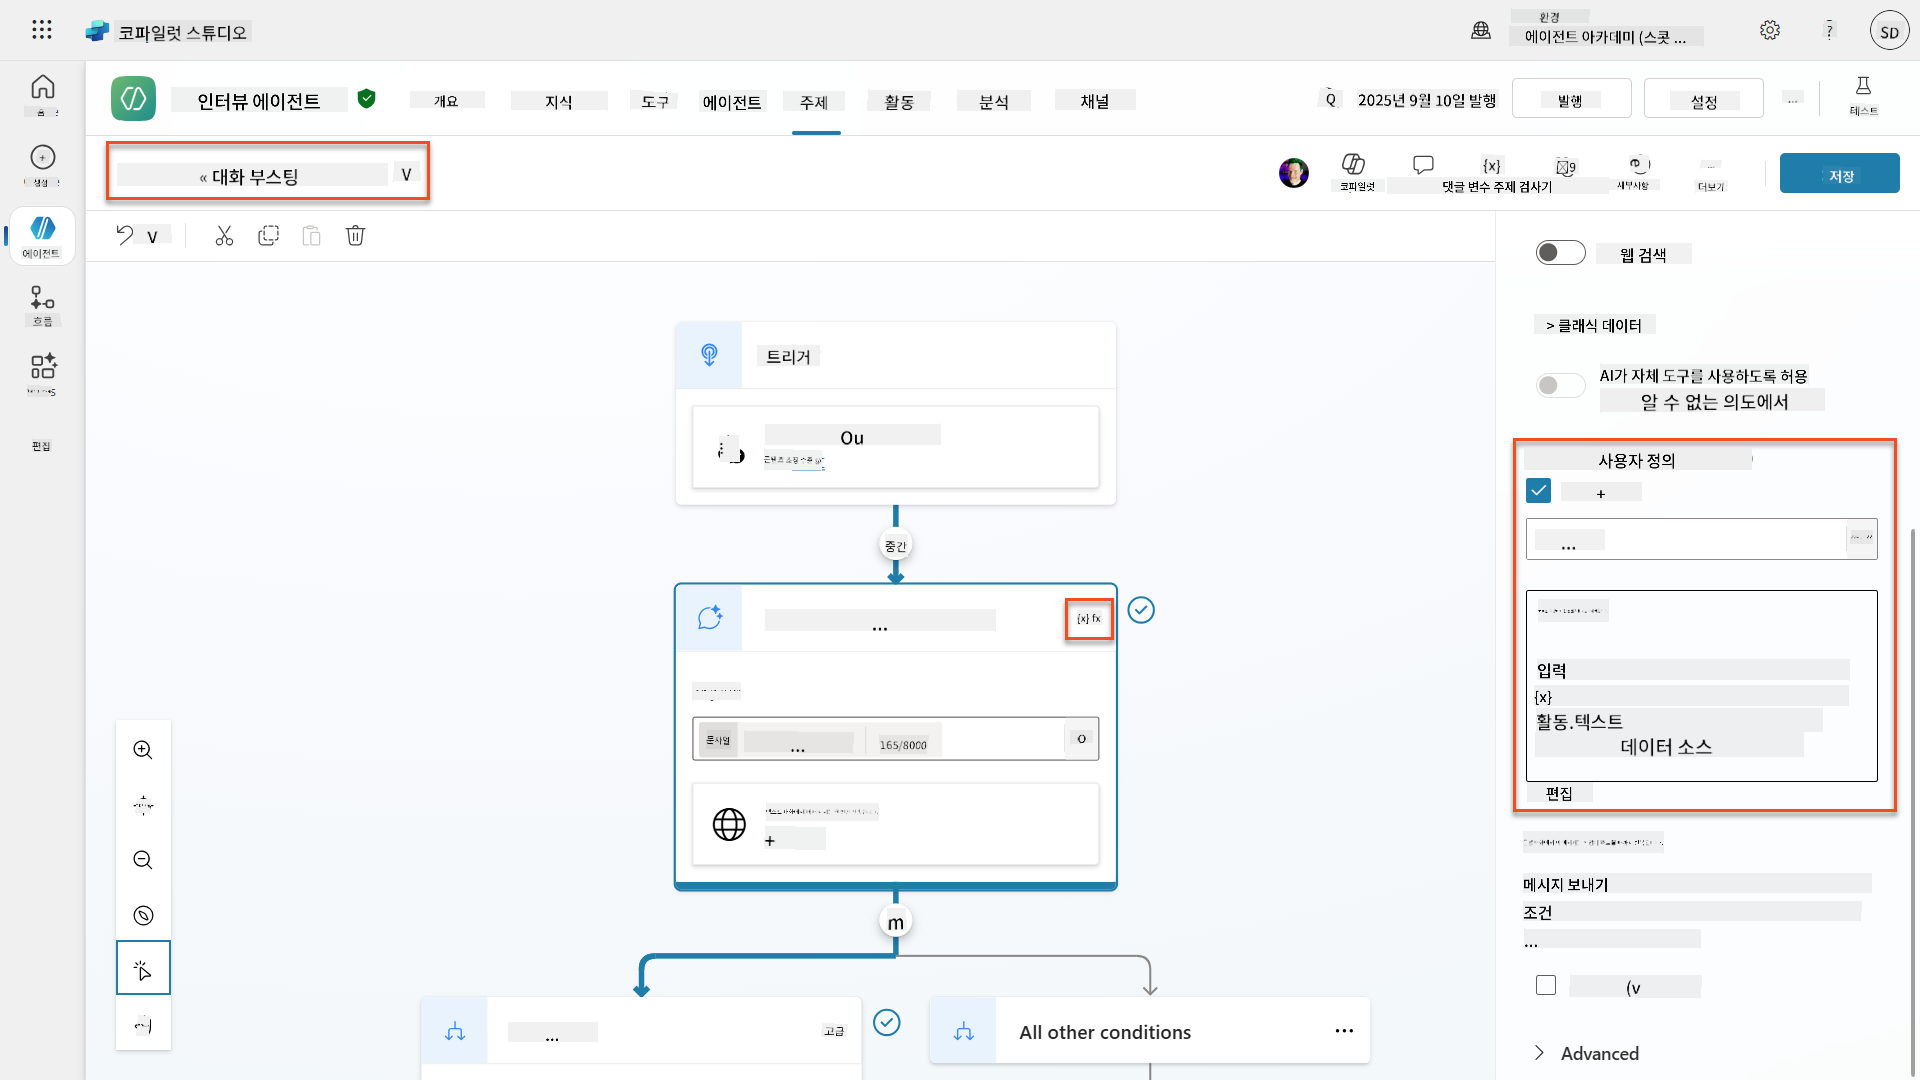 코파일럿 스튜디오
환경
에이전트 아카데미 (스콧 ...
?
SD
인터뷰 에이전트
개요
지식
도구
에이전트
주제
활동
분석
채널
Q
2025년 9월 10일 발행
발행
설정
...
테스트
홈
« 대화 부스팅
V
코파일럿
{x}
댓글 변수 주제 검사기
9
세부사항
...
더보기
저장
생성
V
에이전트
흐름
편집
웹 검색
> 클래식 데이터
AI가 자체 도구를 사용하도록 허용
알 수 없는 의도에서
트리거
Ou
중간
...
{x} fx
문자열
...
165/8000
O
+
m
...
고급
All other conditions
...
사용자 정의
+
...
입력
{x}
활동.텍스트
데이터 소스
편집
메시지 보내기
조건
...
(v
> Advanced